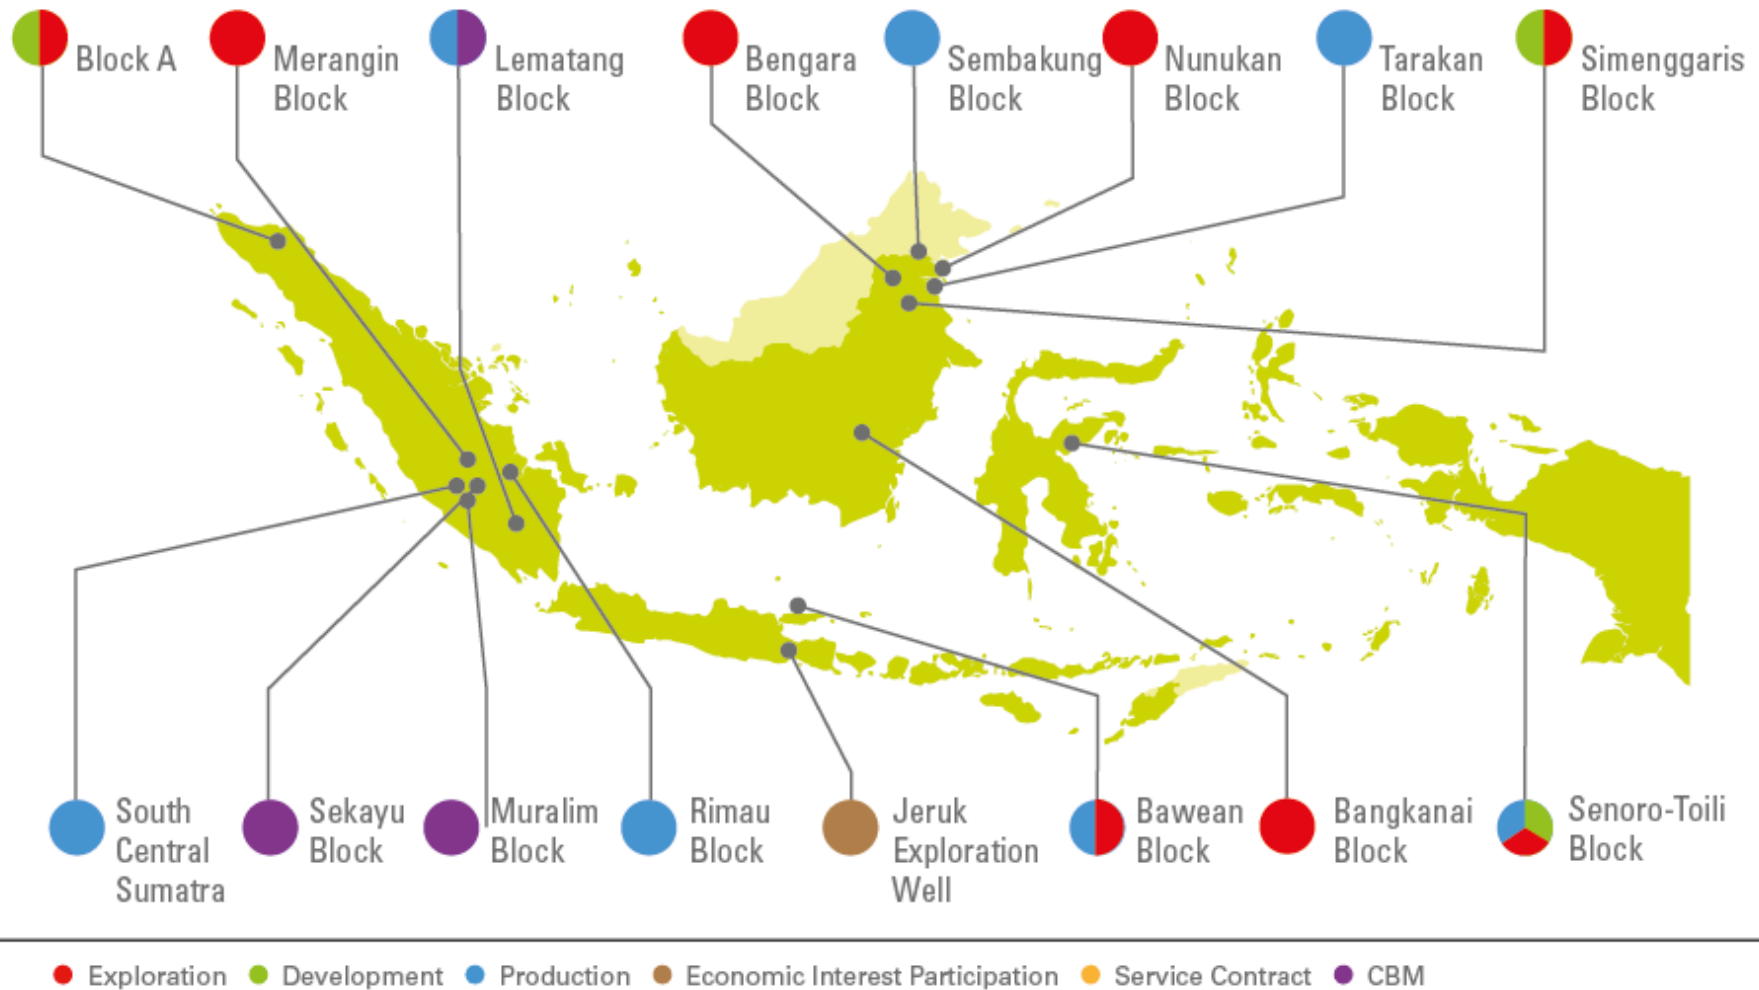 Block A
Merangin
Block
Lematang
Block
Bengara
Block
Sembakung
Block
Nunukan
Block
Tarakan
Block
Simenggaris
Block
South
Central
Sumatra
Sekayu
Block
Muralim
Block
Rimau
Block
Jeruk
Exploration
Well
Bawean
Block
Bangkanai
Block
Senoro-Toili
Block
Exploration Development Production Economic Interest Participation Service Contract CBM